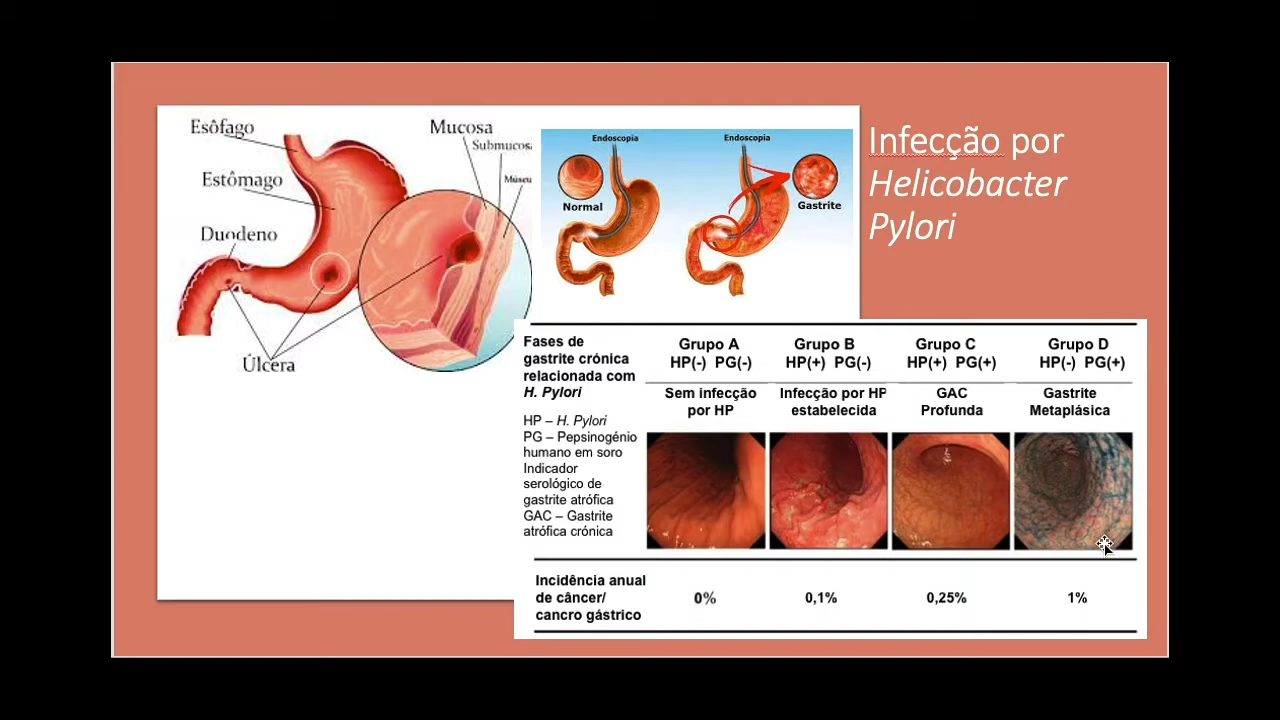 Infecção por
Helicobacter
Pylori
Esôfago
Estômago
Duodeno
Úlcera
Mucosa
Submucosa
Múscu
Endoscopia
Normal
Endoscopia
Gastrite
Fases de
gastrite crónica
relacionada com
H. Pylori
HP – H. Pylori
PG – Pepsinogénio
humano em soro
Indicador
serológico de
gastrite atrófica
GAC – Gastrite
atrófica crónica
Grupo A
HP(-) PG(-)
Sem infecção
por HP
Grupo B
HP(+) PG(-)
Infecção por HP
estabelecida
Grupo C
HP(+) PG(+)
GAC
Profunda
Grupo D
HP(-) PG(+)
Gastrite
Metaplásica
Incidência anual
de câncer/
cancro gástrico
0%
0,1%
0,25%
1%